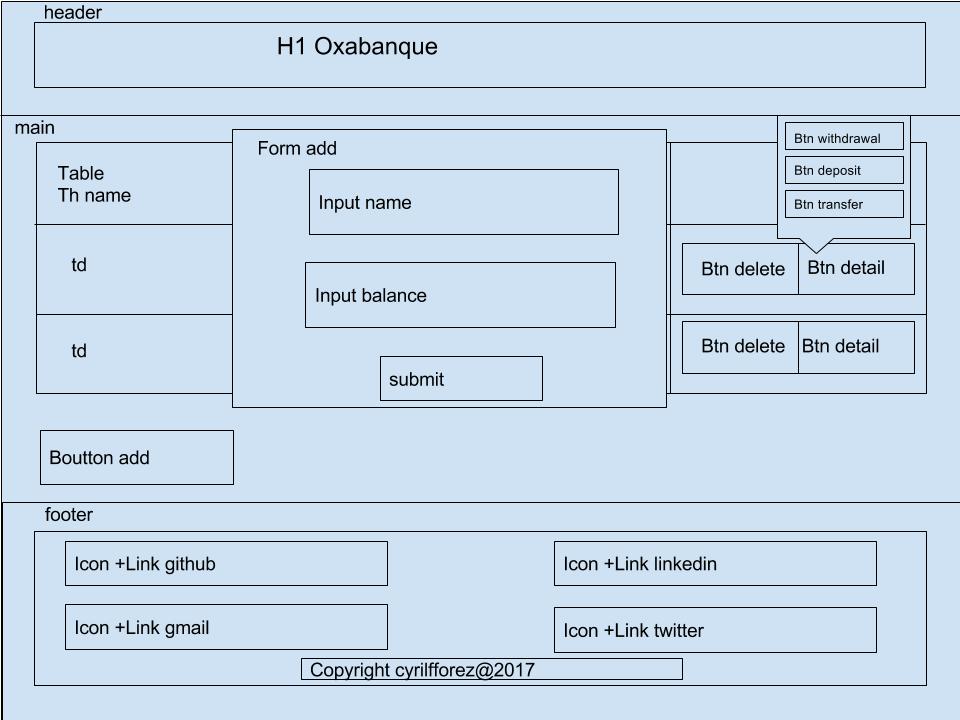 header
H1 Oxabanque
main
Form add
Table
Th name
Input name
Btn withdrawal
Btn deposit
Btn transfer
td
Btn delete
Btn detail
Input balance
td
Btn delete
Btn detail
submit
Boutton add
footer
Icon +Link github
Icon +Link linkedin
Icon +Link gmail
Icon +Link twitter
Copyright cyrilfforez@2017